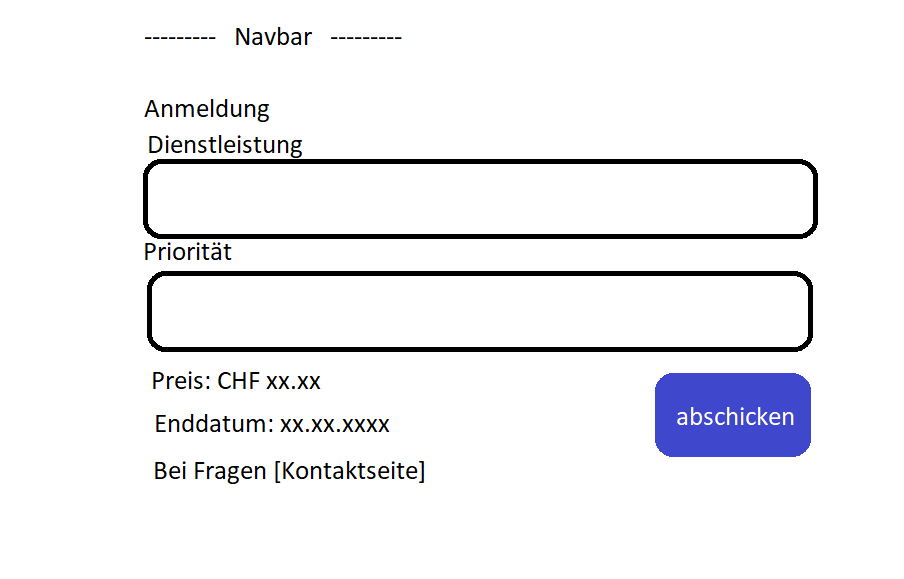 --------- Navbar ---------
Anmeldung
Dienstleistung
Priorität
Preis: CHF xx.xx
Enddatum: xx.xx.xxxx
abschicken
Bei Fragen [Kontaktseite]